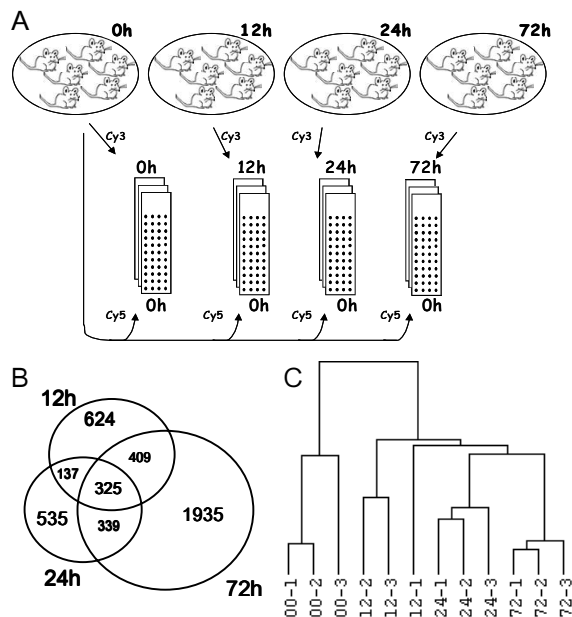 A
0h 12h 24h 72h
Cy3 Cy3 Cy3 Cy3
0h 12h 24h 72h
0h 0h 0h 0h
Cy5 Cy5 Cy5 Cy5
B
12h
624
409
137
325
535
339
1935
24h
72h
C
00-1
00-2
00-3
12-2
12-3
12-1
24-1
24-2
24-3
72-1
72-2
72-3